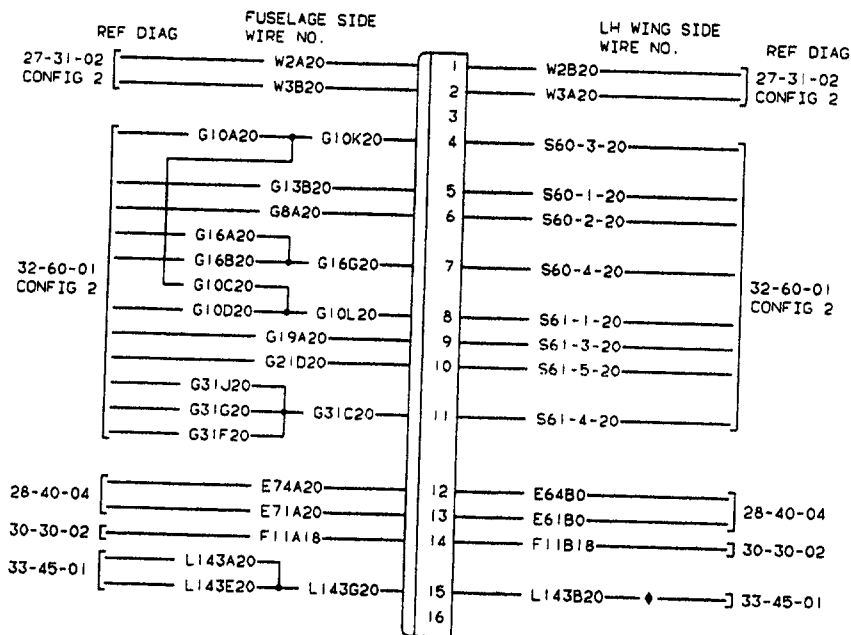 FUSELAGE SIDE
WIRE NO.
REF DIAG
LH WING SIDE
WIRE NO.
REF DIAG
27-31-02
CONFIG 2
W2A20
1
W2B20
27-31-02
CONFIG 2
W3B20
2
W3A20
3
G10A20
G10K20
4
S60-3-20
G13B20
5
S60-1-20
G8A20
6
S60-2-20
G16A20
G16B20
G16G20
7
S60-4-20
32-60-01
CONFIG 2
G10C20
32-60-01
CONFIG 2
G10D20
G10L20
8
S61-1-20
G19A20
9
S61-3-20
G21D20
10
S61-5-20
G31J20
G31G20
G31C20
11
S61-4-20
G31F20
28-40-04
E74A20
12
E64B0
28-40-04
E71A20
13
E61B0
30-30-02
F11A18
14
F11B18
30-30-02
33-45-01
L143A20
L143E20
L143G20
15
L143B20
33-45-01
16